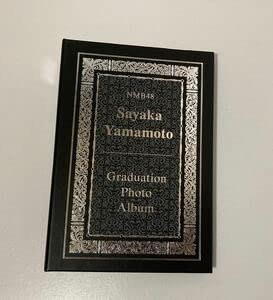 NMB48
Sayaka
Yamamoto
Graduation
Photo
Album